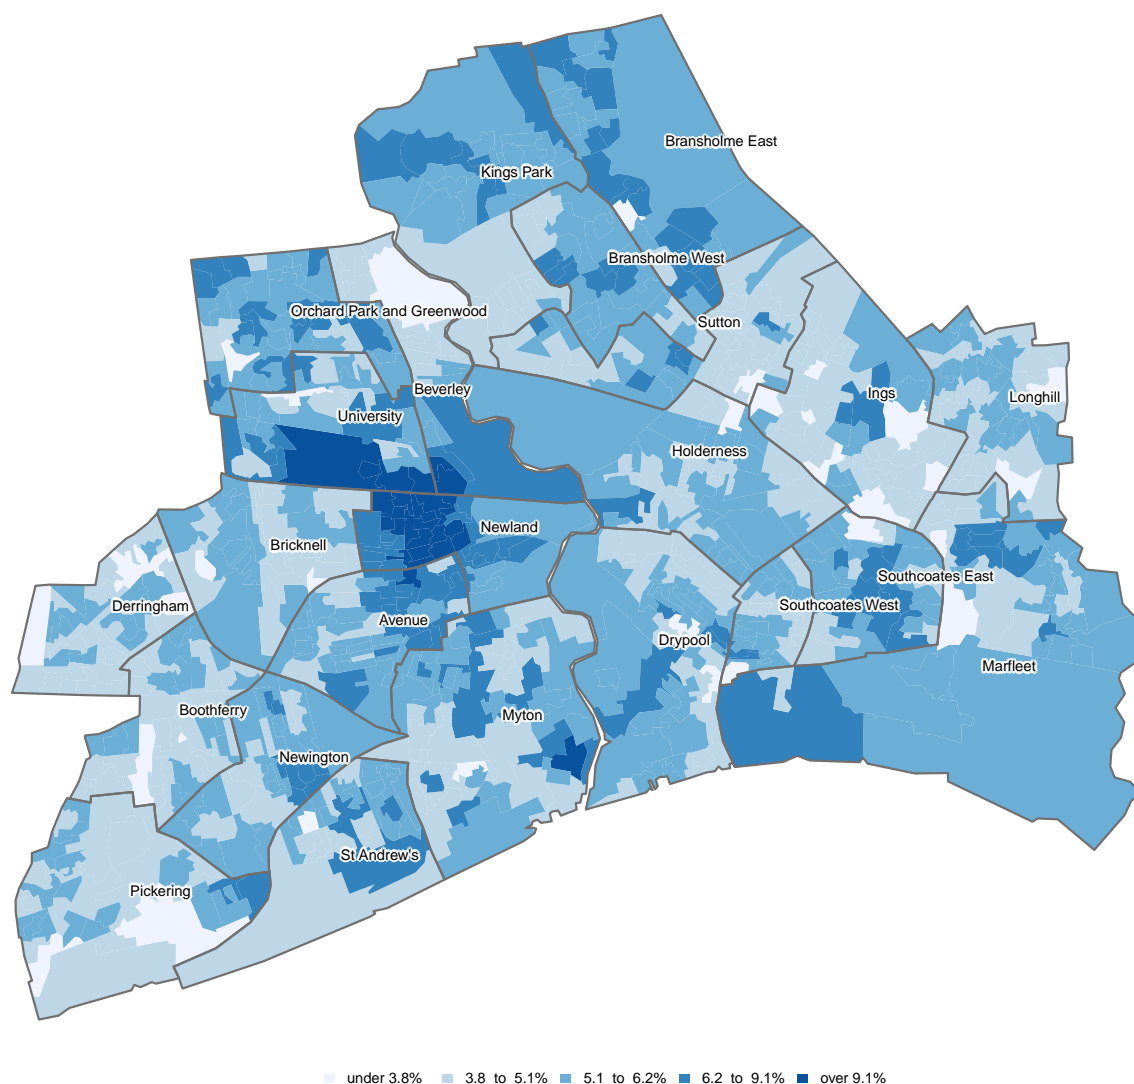 Bransholme East
Kings Park
Bransholme West
Orchard Park and Greenwood
Sutton
Beverley
Ings
Longhill
University
Holderness
Newland
Bricknell
Southcoates East
Derringham
Southcoates West
Avenue
Drypool
Marfleet
Boothferry
Myton
Newington
St Andrew's
Pickering
under 3.8% 3.8 to 5.1% 5.1 to 6.2% 6.2 to 9.1% over 9.1%